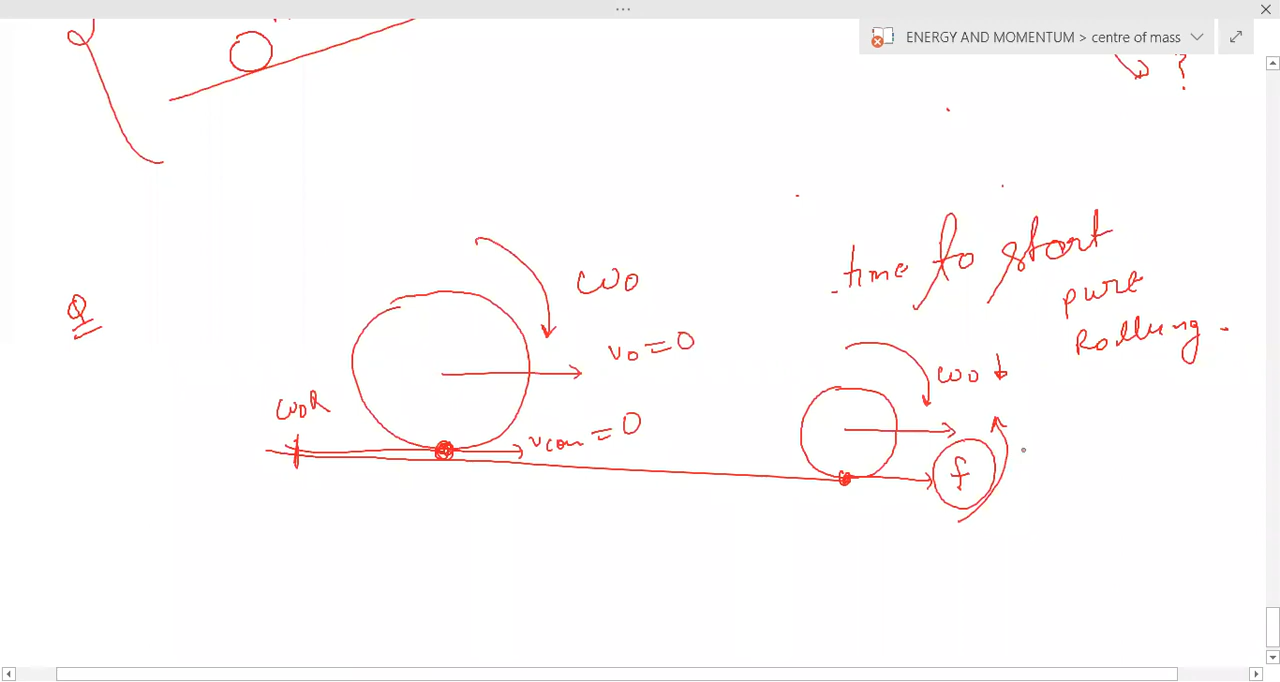 ...
ENERGY AND MOMENTUM > centre of mass
?
time to start
pure
Rolling.
Q
ω0
v0=0
ω0R
vcom=0
ω0↓
f